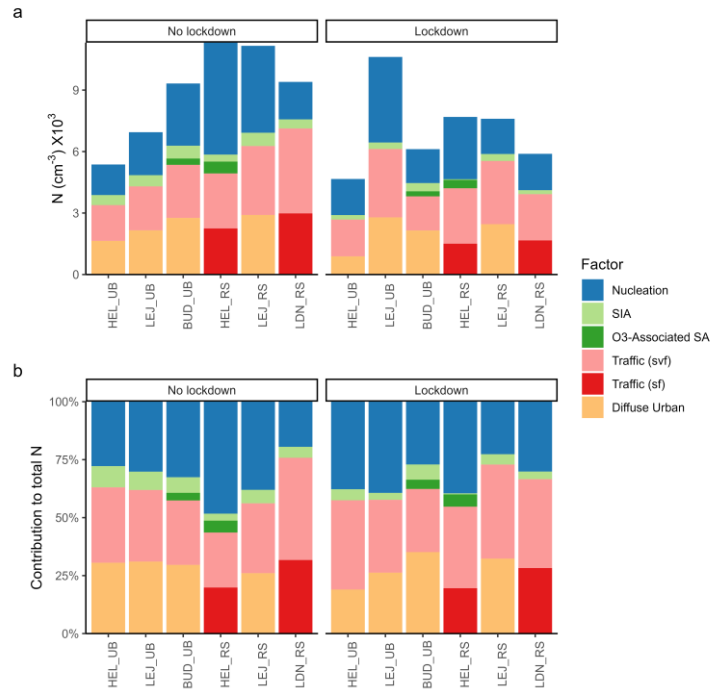 a
No lockdown
Lockdown
N (cm⁻³) X10³
9
6
3
0
HEL_UB
LEJ_UB
BUD_UB
HEL_RS
LEJ_RS
LDN_RS
HEL_UB
LEJ_UB
BUD_UB
HEL_RS
LEJ_RS
LDN_RS
Factor
Nucleation
SIA
O3-Associated SA
Traffic (svf)
Traffic (sf)
Diffuse Urban
b
No lockdown
Lockdown
Contribution to total N
100%
75%
50%
25%
0%
HEL_UB
LEJ_UB
BUD_UB
HEL_RS
LEJ_RS
LDN_RS
HEL_UB
LEJ_UB
BUD_UB
HEL_RS
LEJ_RS
LDN_RS